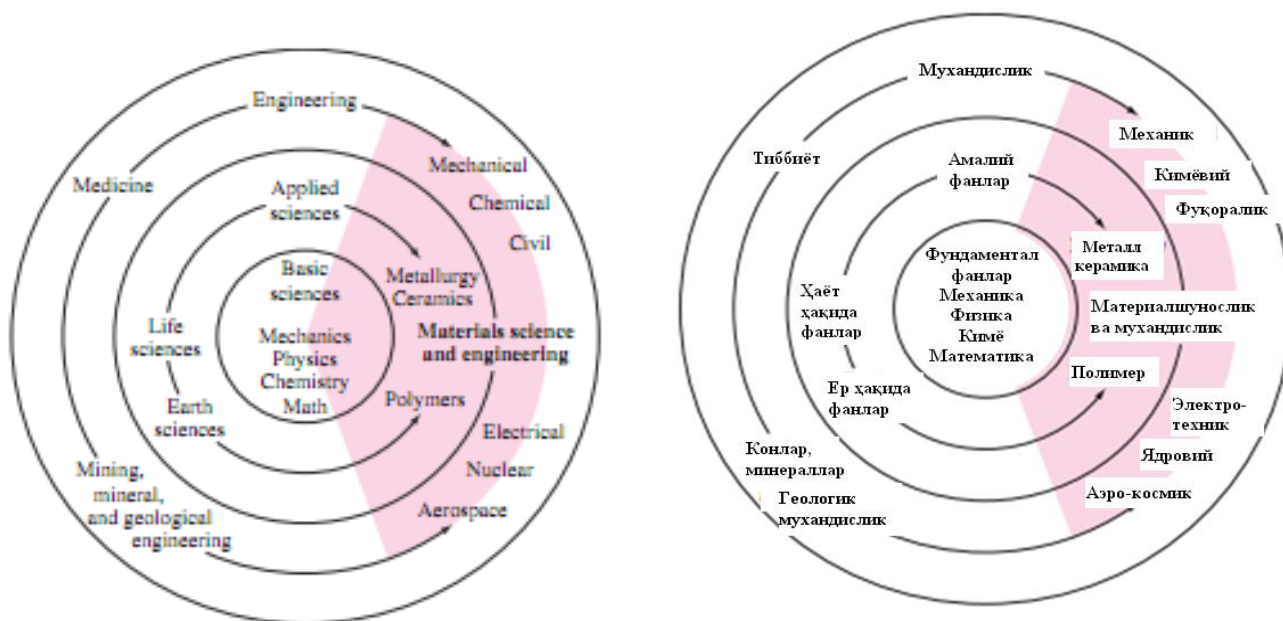 Engineering
Medicine
Mechanical
Chemical
Civil
Applied
sciences
Basic
sciences
Metallurgy
Ceramics
Life
sciences
Mechanics
Physics
Chemistry
Math
Materials science
and engineering
Earth
sciences
Polymers
Electrical
Nuclear
Aerospace
Mining,
mineral,
and geological
engineering
Мухандислик
Тиббиёт
Механик
Кимёвий
Фуқоралик
Амалий
фанлар
Фундаментал
фанлар
Механика
Физика
Кимё
Математика
Металл
керамика
Ҳаёт
ҳақида
фанлар
Материалшунослик
ва мухандислик
Ер ҳақида
фанлар
Полимер
Электро-
техник
Ядровий
Аэро-космик
Конлар,
минераллар
Геологик
мухандислик